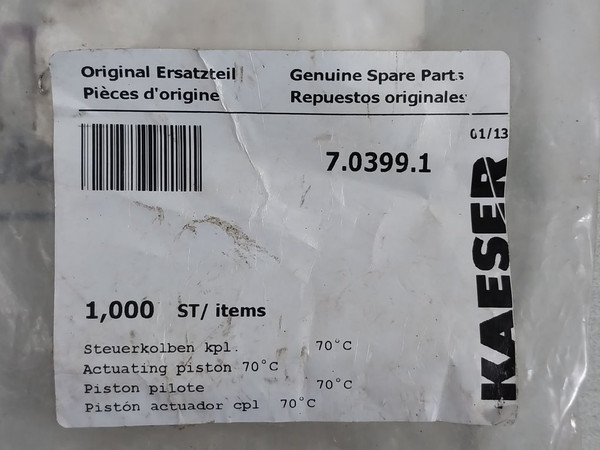 Original Ersatzteil Genuine Spare Parts
Pièces d'origine Repuestos originales
01/13
7.0399.1
KAESER
1,000 ST/ items
Steuerkolben kpl. 70°C
Actuating piston 70°C
Piston pilote 70°C
Pistón actuador cpl 70°C